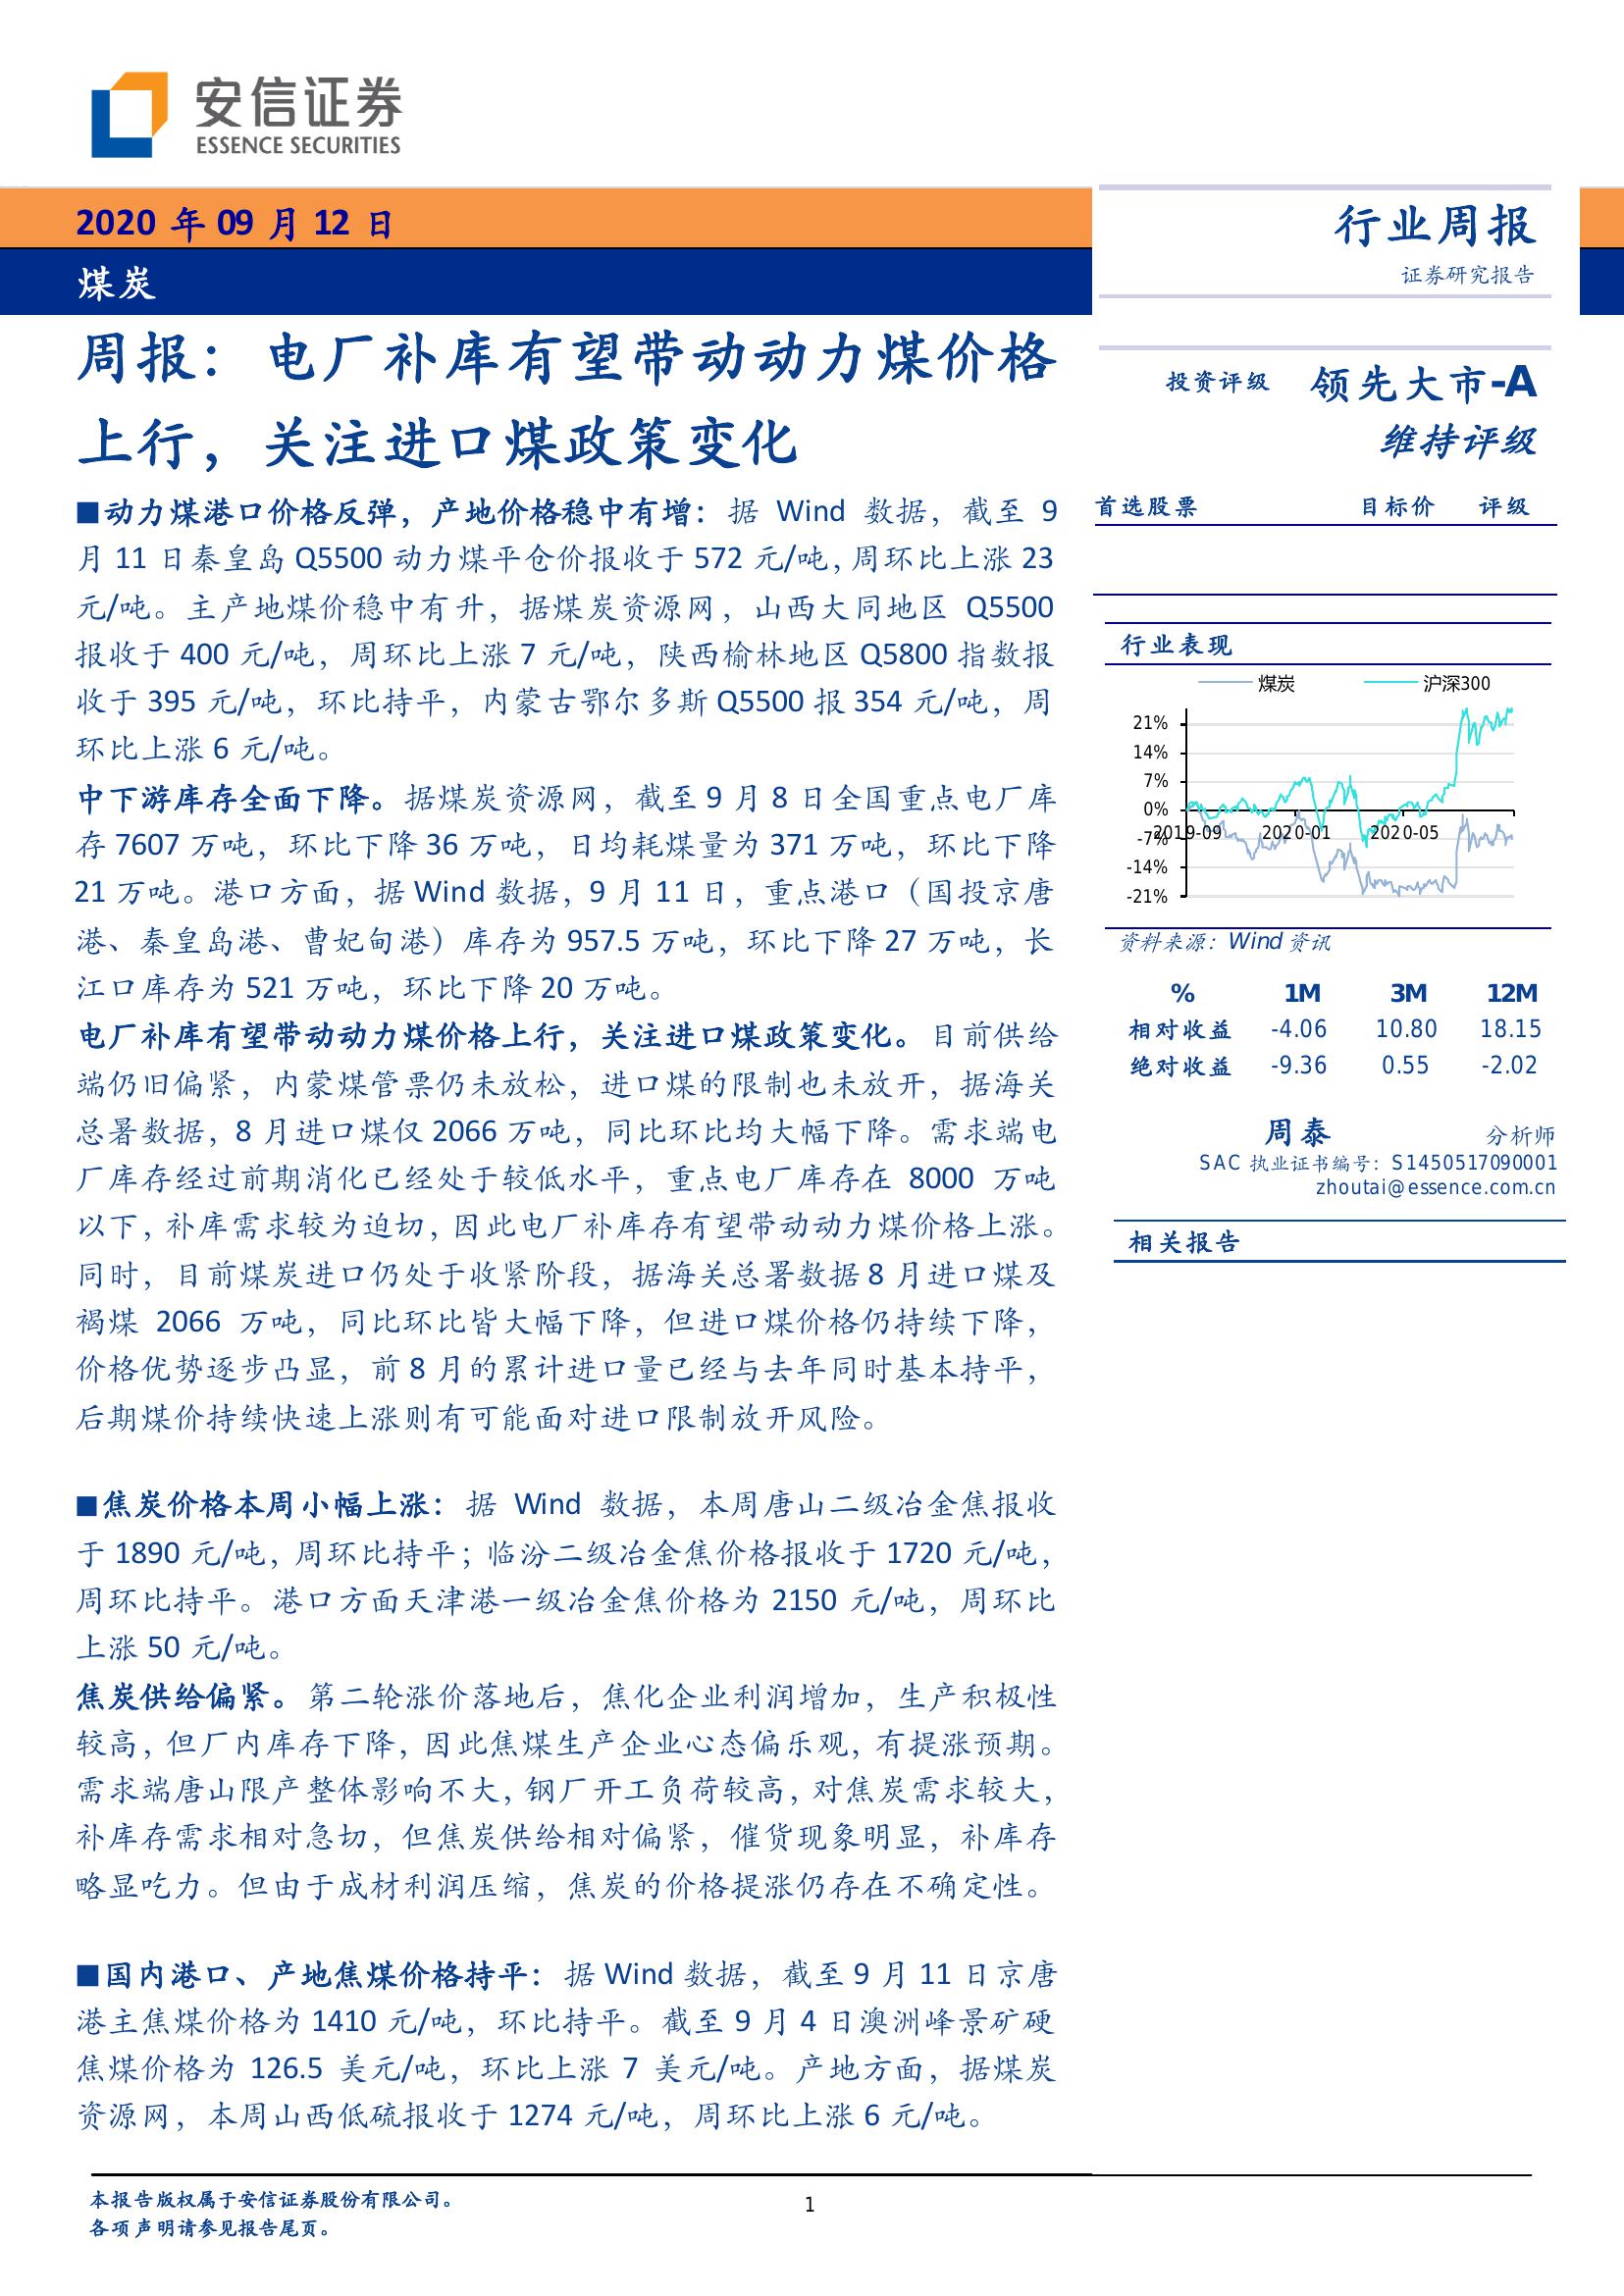 安信证券
ESSENCE SECURITIES
2020 年 09 月 12 日
煤炭
行业周报
证券研究报告
周报：电厂补库有望带动动力煤价格
上行，关注进口煤政策变化
■动力煤港口价格反弹，产地价格稳中有增：据 Wind 数据，截至 9
月 11 日秦皇岛 Q5500 动力煤平仓价报收于 572 元/吨，周环比上涨 23
元/吨。主产地煤价稳中有升，据煤炭资源网，山西大同地区 Q5500
报收于 400 元/吨，周环比上涨 7 元/吨，陕西榆林地区 Q5800 指数报
收于 395 元/吨，环比持平，内蒙古鄂尔多斯 Q5500 报 354 元/吨，周
环比上涨 6 元/吨。
中下游库存全面下降。据煤炭资源网，截至 9 月 8 日全国重点电厂库
存 7607 万吨，环比下降 36 万吨，日均耗煤量为 371 万吨，环比下降
21 万吨。港口方面，据 Wind 数据，9 月 11 日，重点港口（国投京唐
港、秦皇岛港、曹妃甸港）库存为 957.5 万吨，环比下降 27 万吨，长
江口库存为 521 万吨，环比下降 20 万吨。
电厂补库有望带动动力煤价格上行，关注进口煤政策变化。目前供给
端仍旧偏紧，内蒙煤管票仍未放松，进口煤的限制也未放开，据海关
总署数据，8 月进口煤仅 2066 万吨，同比环比均大幅下降。需求端电
厂库存经过前期消化已经处于较低水平，重点电厂库存在 8000 万吨
以下，补库需求较为迫切，因此电厂补库存有望带动动力煤价格上涨。
同时，目前煤炭进口仍处于收紧阶段，据海关总署数据 8 月进口煤及
褐煤 2066 万吨，同比环比皆大幅下降，但进口煤价格仍持续下降，
价格优势逐步凸显，前 8 月的累计进口量已经与去年同时基本持平，
后期煤价持续快速上涨则有可能面对进口限制放开风险。
■焦炭价格本周小幅上涨：据 Wind 数据，本周唐山二级冶金焦报收
于 1890 元/吨，周环比持平；临汾二级冶金焦价格报收于 1720 元/吨，
周环比持平。港口方面天津港一级冶金焦价格为 2150 元/吨，周环比
上涨 50 元/吨。
焦炭供给偏紧。第二轮涨价落地后，焦化企业利润增加，生产积极性
较高，但厂内库存下降，因此焦煤生产企业心态偏乐观，有提涨预期。
需求端唐山限产整体影响不大，钢厂开工负荷较高，对焦炭需求较大，
补库存需求相对急切，但焦炭供给相对偏紧，催货现象明显，补库存
略显吃力。但由于成材利润压缩，焦炭的价格提涨仍存在不确定性。
■国内港口、产地焦煤价格持平：据 Wind 数据，截至 9 月 11 日京唐
港主焦煤价格为 1410 元/吨，环比持平。截至 9 月 4 日澳洲峰景矿硬
焦煤价格为 126.5 美元/吨，环比上涨 7 美元/吨。产地方面，据煤炭
资源网，本周山西低硫报收于 1274 元/吨，周环比上涨 6 元/吨。
投资评级 领先大市-A
维持评级
首选股票 目标价 评级
行业表现
煤炭 沪深300
21%
14%
7%
0%
-7%
-14%
-21%
2019-09 2020-01 2020-05
资料来源：Wind 资讯
% 1M 3M 12M
相对收益 -4.06 10.80 18.15
绝对收益 -9.36 0.55 -2.02
周泰 分析师
SAC 执业证书编号：S1450517090001
zhoutai@essence.com.cn
相关报告
本报告版权属于安信证券股份有限公司。
各项声明请参见报告尾页。
1